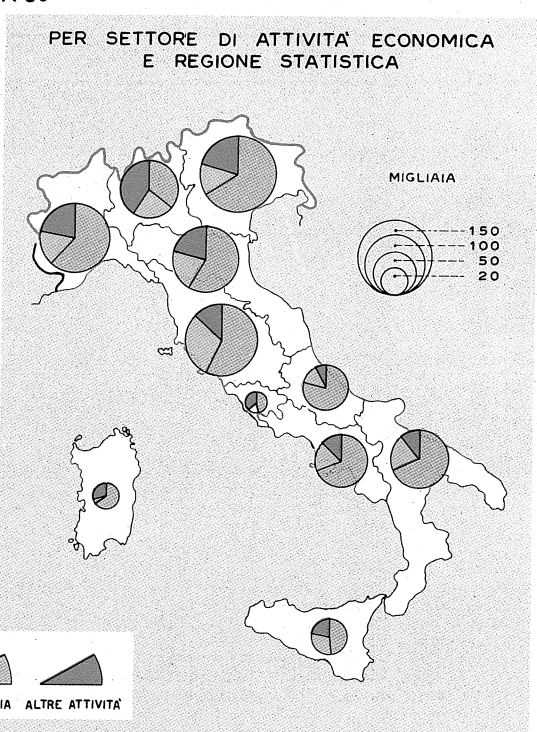 PER SETTORE DI ATTIVITA' ECONOMICA
E REGIONE STATISTICA
MIGLIAIA
150
100
50
20
IA ALTRE ATTIVITA'